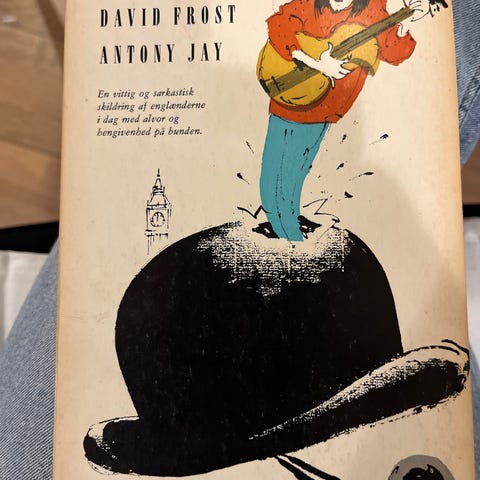 DAVID FROST
ANTONY JAY
En vittig og sarkastisk
skildring af englænderne
i dag med alvor og
hengivenhed på bunden.